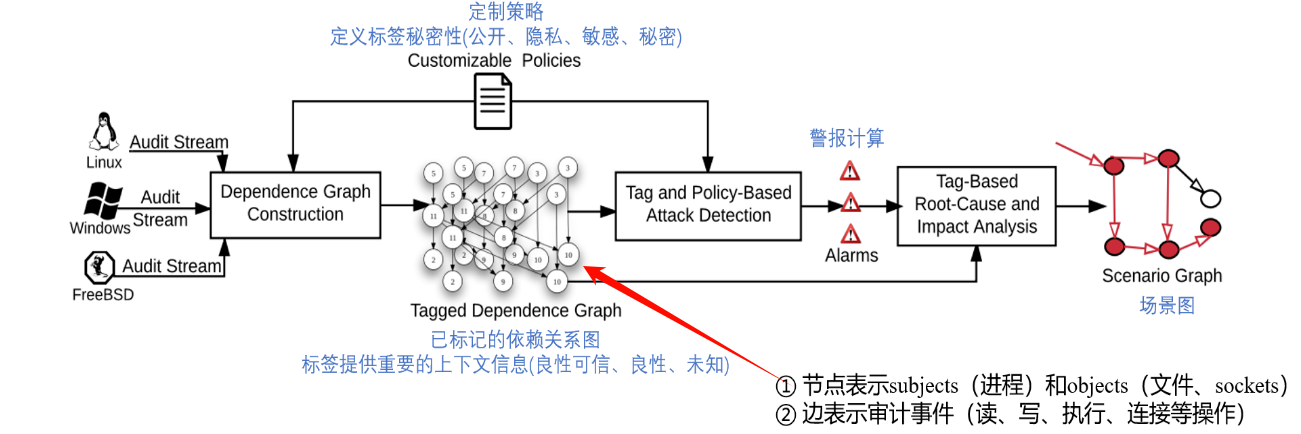 定制策略
定义标签秘密性(公开、隐私、敏感、秘密)
Customizable Policies
Linux
Audit Stream
Windows
Audit
Stream
FreeBSD
Audit Stream
Dependence Graph
Construction
5
5
7
7
3
3
5
7
3
11
11
8
8
11
8
2
2
9
9
10
10
2
9
10
Tagged Dependence Graph
已标记的依赖关系图
标签提供重要的上下文信息(良性可信、良性、未知)
Tag and Policy-Based
Attack Detection
警报计算
Alarms
Tag-Based
Root-Cause and
Impact Analysis
Scenario Graph
场景图
① 节点表示subjects（进程）和objects（文件、sockets）
② 边表示审计事件（读、写、执行、连接等操作）